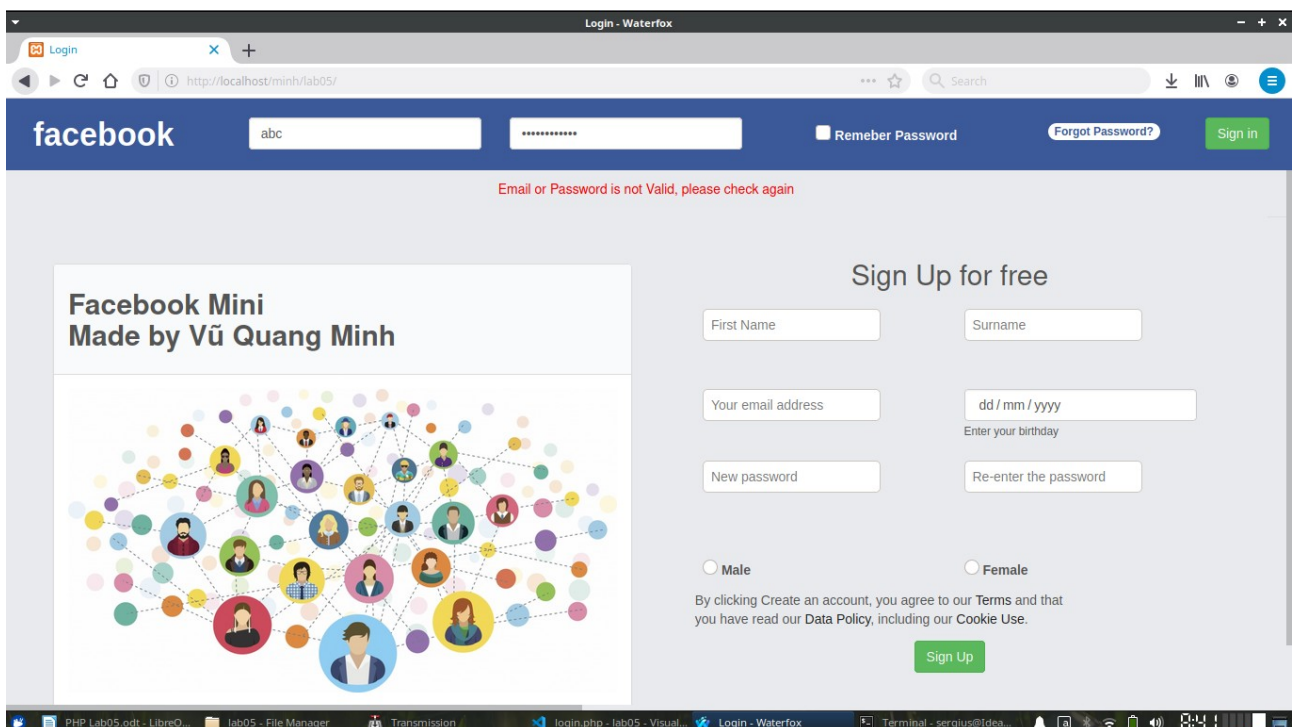 Login - Waterfox
Login
http://localhost/minh/lab05/
Search
facebook
abc
Remeber Password
Forgot Password?
Sign in
Email or Password is not Valid, please check again
Facebook Mini
Made by Vũ Quang Minh
Sign Up for free
First Name
Surname
Your email address
dd / mm / yyyy
Enter your birthday
New password
Re-enter the password
Male
Female
By clicking Create an account, you agree to our Terms and that
you have read our Data Policy, including our Cookie Use.
Sign Up
PHP Lab05.odt - LibreO...
lab05 - File Manager
Transmission
login.php - lab05 - Visual...
Login - Waterfox
Terminal - sergius@Idea...